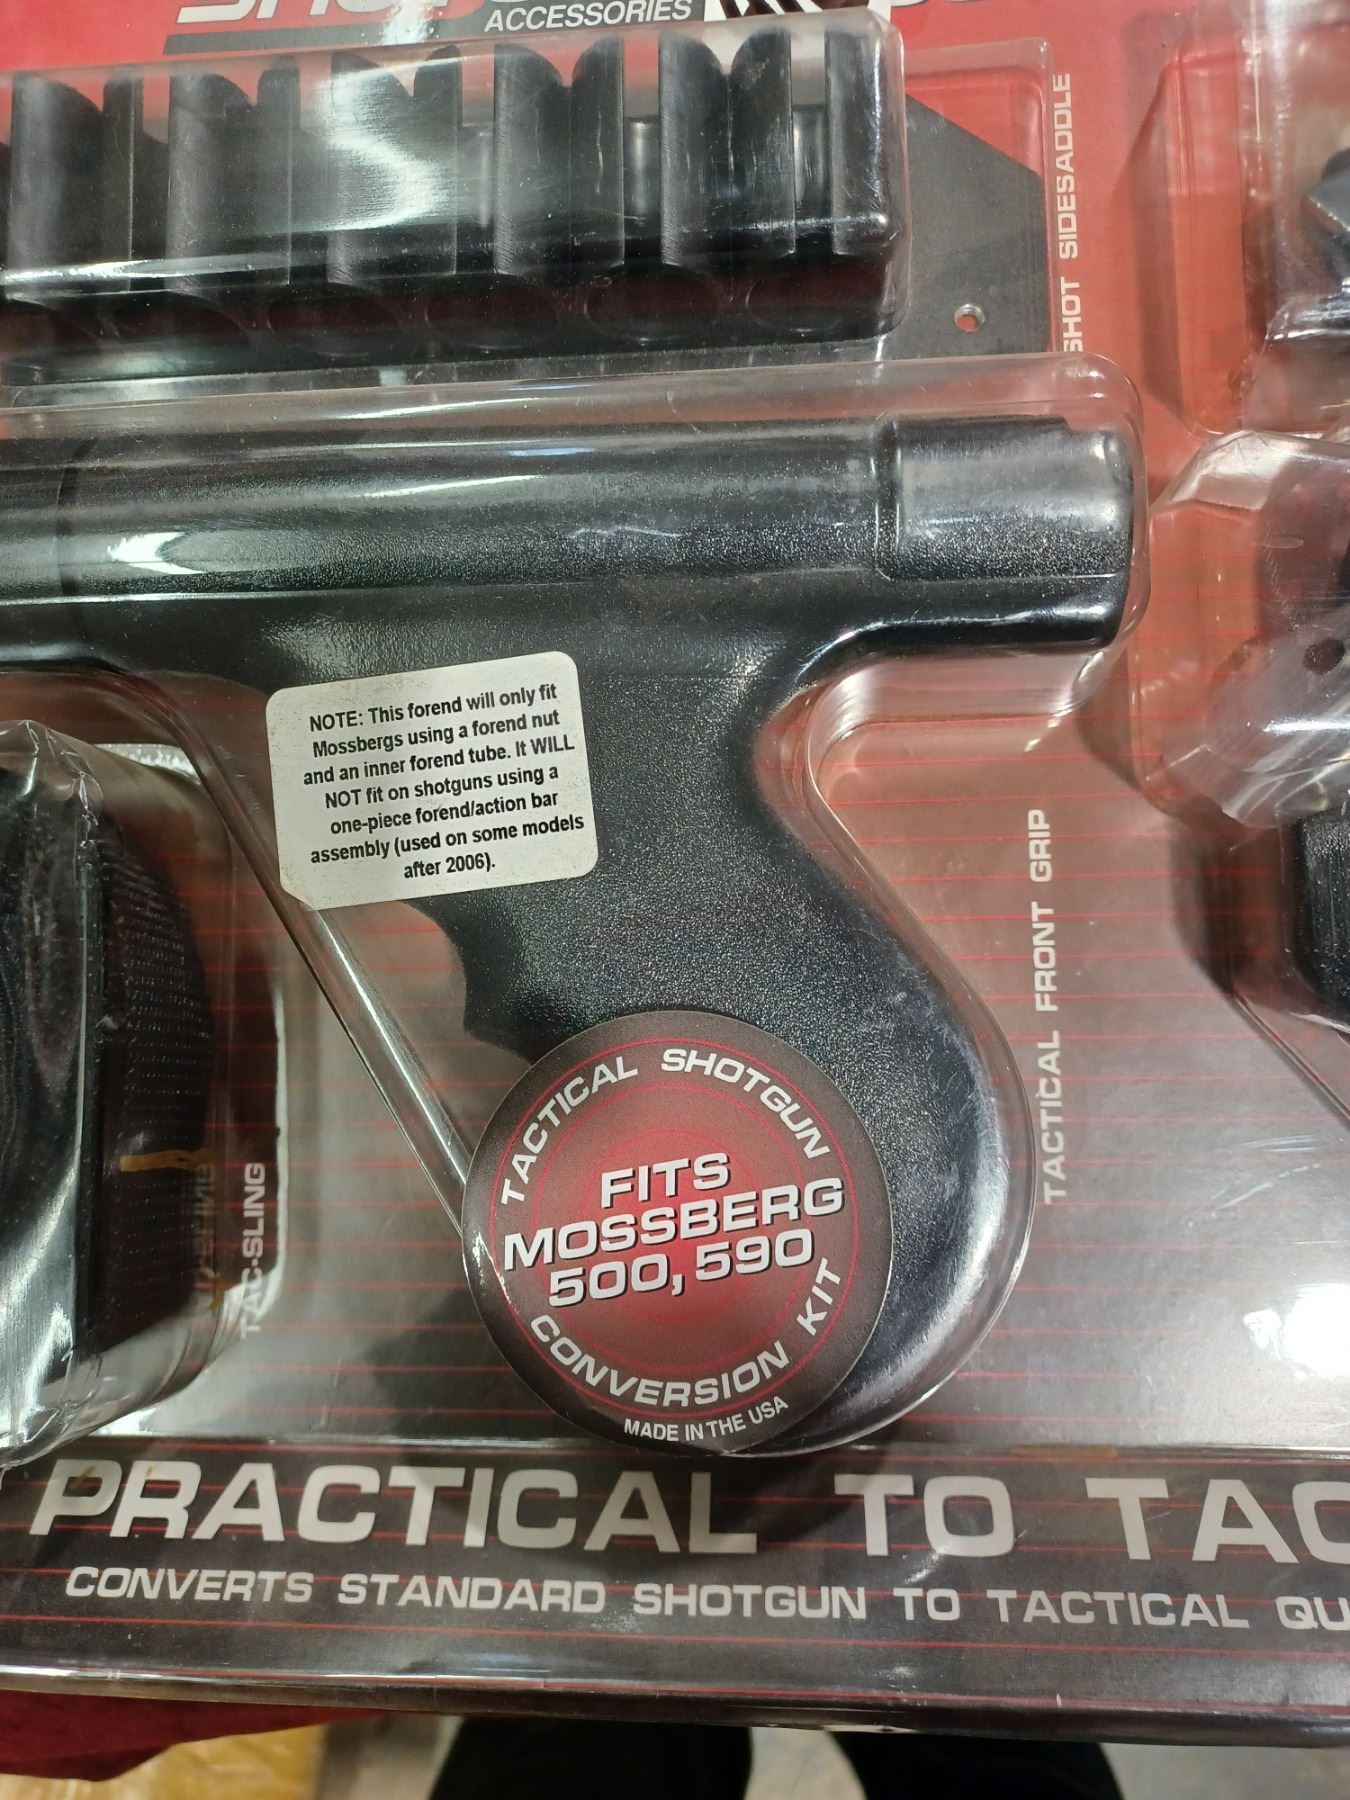 ACCESSORIES
SHOT SIDESADDLE
NOTE: This forend will only fit
Mossbergs using a forend nut
and an inner forend tube. It WILL
NOT fit on shotguns using a
one-piece forend/action bar
assembly (used on some models
after 2006).
TACTICAL FRONT GRIP
TAC-SLING
TACTICAL SHOTGUN
FITS
MOSSBERG
500, 590
CONVERSION KIT
MADE IN THE USA
PRACTICAL TO TAC
CONVERTS STANDARD SHOTGUN TO TACTICAL QU